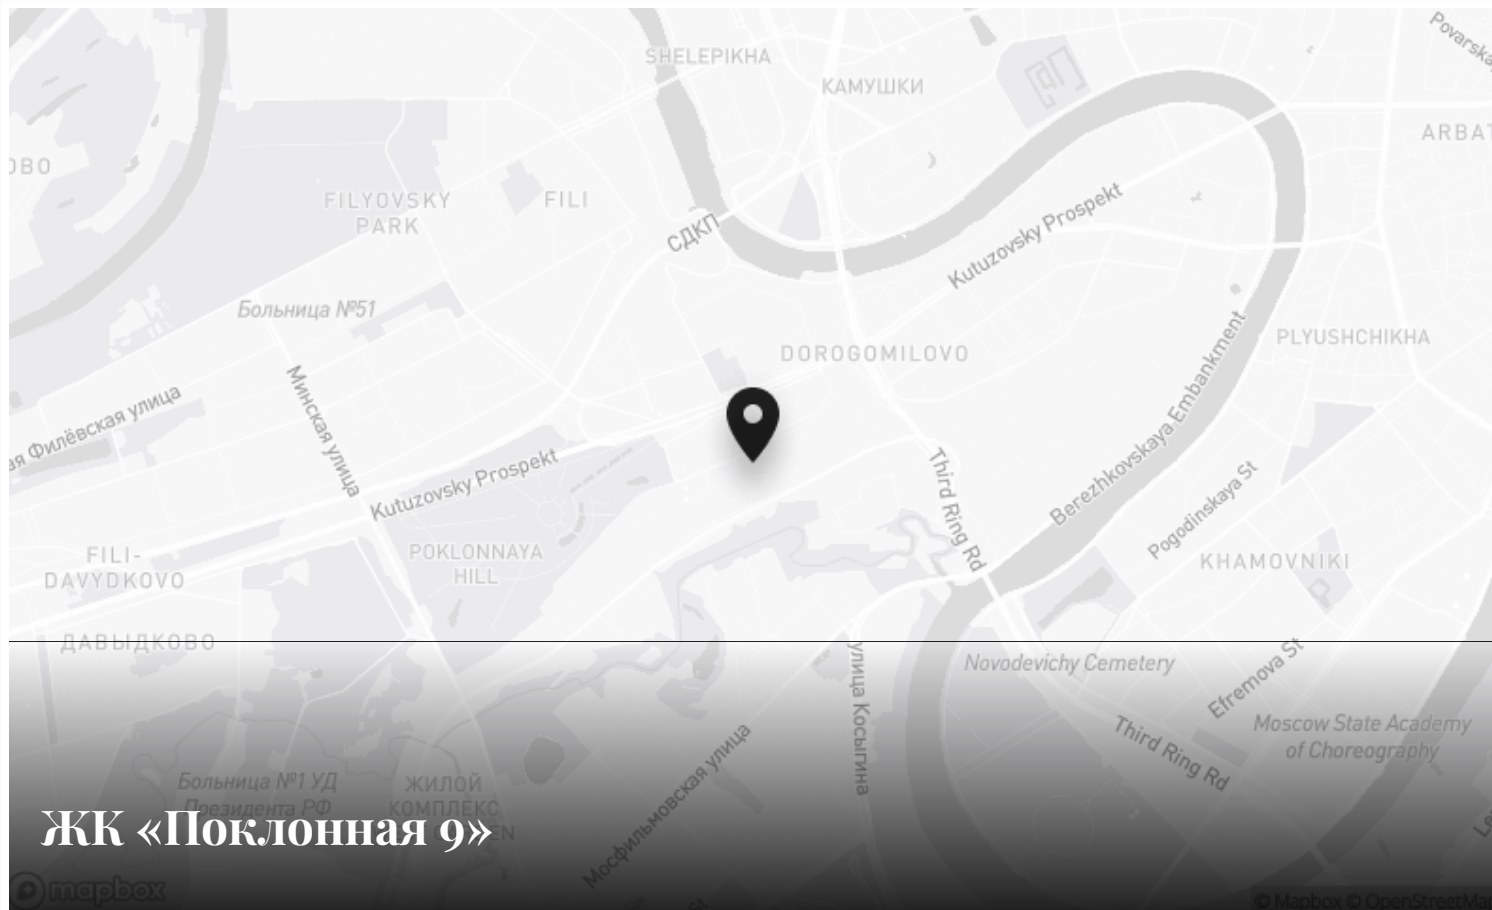 Povarska
SHELEPIKHA
КАМУШКИ
ARBAT
ОВО
FILYOVSKY
PARK
FILI
СДКП
Kutuzovsky Prospekt
Больница №51
DOROGOMILOVO
PLYUSHCHIKHA
Berezhkovskaya Embankment
Минская улица
ая Филёвская улица
Kutuzovsky Prospekt
Third Ring Rd
Pogodinskaya St
POKLONNAYA
HILL
FILI-
DAVYDKOVO
KHAMOVNIKI
ДАВЫДКОВО
Novodevichy Cemetery
Efremova St
улица Косыгина
Moscow State Academy
of Choreography
Third Ring Rd
Мосфильмовская улица
Больница №1 УД
Президента РФ
ЖИЛОЙ
КОМПЛЕКС
EN
ЖК «Поклонная 9»
mapbox
© Mapbox © OpenStreetMap